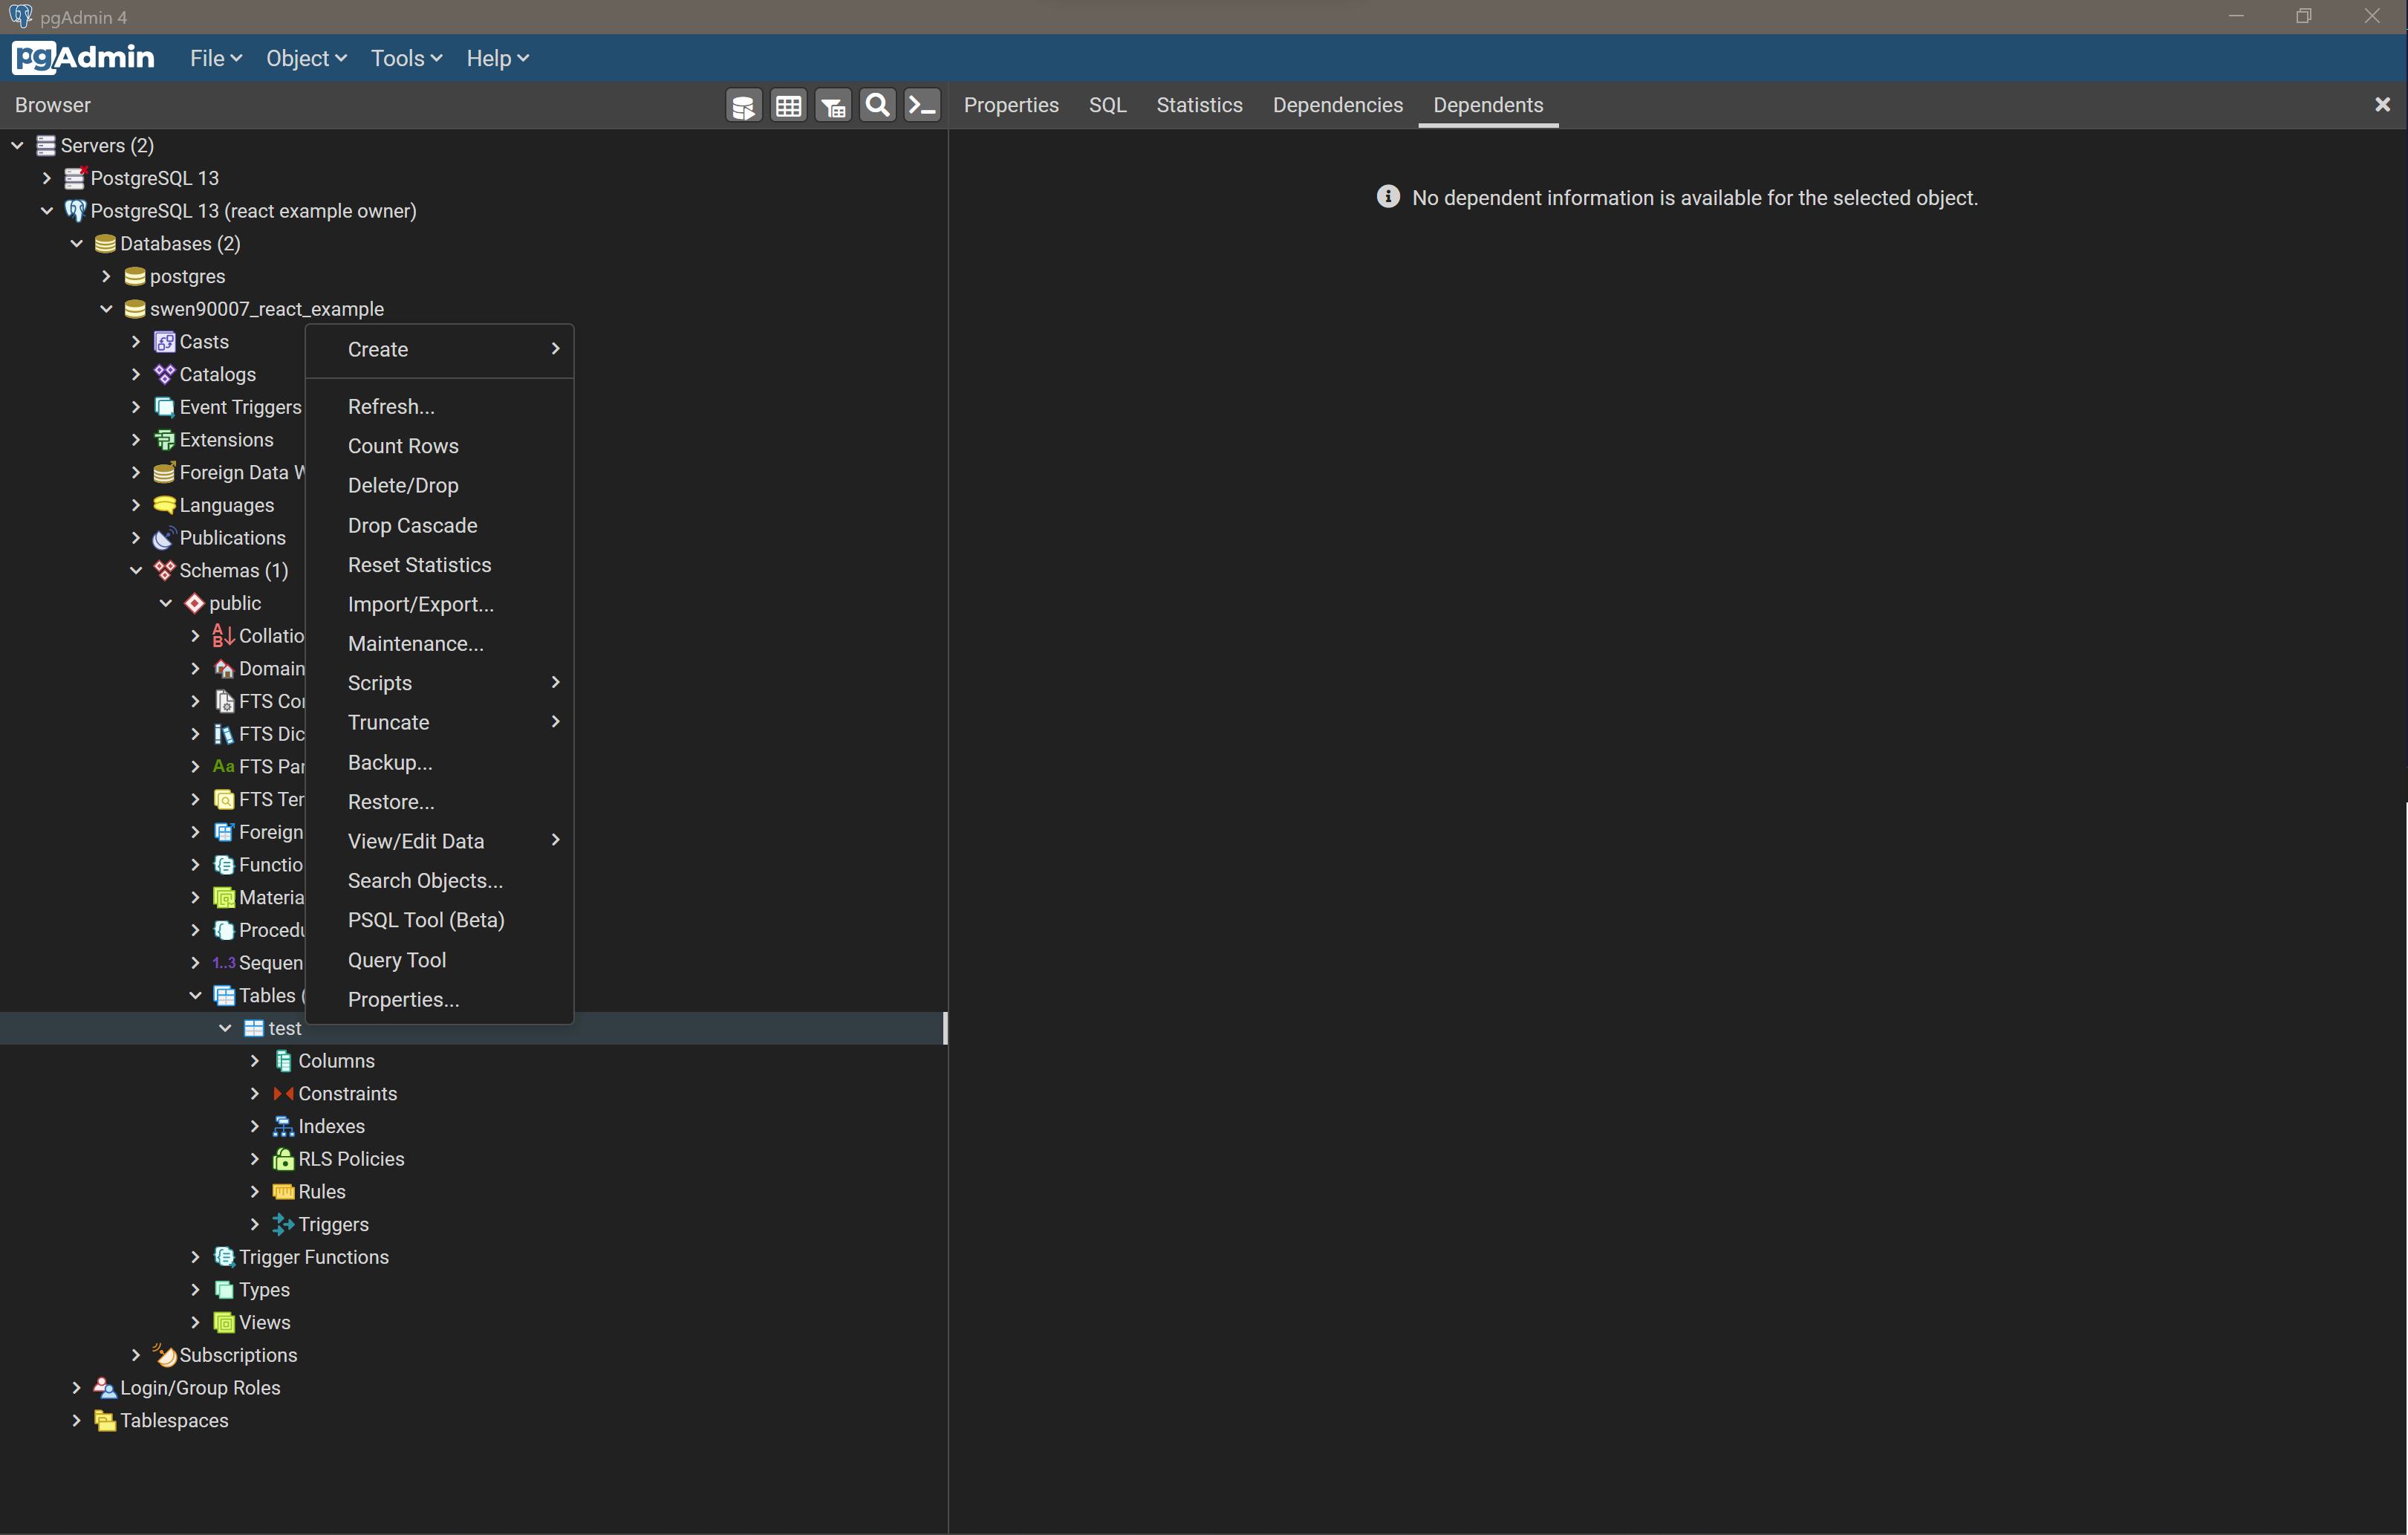 pgAdmin 4
pgAdmin File Object Tools Help
Browser
Properties SQL Statistics Dependencies Dependents
No dependent information is available for the selected object.
Servers (2)
PostgreSQL 13
PostgreSQL 13 (react example owner)
Databases (2)
postgres
swen90007_react_example
Casts
Catalogs
Event Triggers
Extensions
Foreign Data W
Languages
Publications
Schemas (1)
public
AB Collatio
Domain
FTS Con
FTS Dic
Aa FTS Par
FTS Ter
Foreign
Functio
Materia
Procedu
1..3 Sequen
Tables (
test
Columns
Constraints
Indexes
RLS Policies
Rules
Triggers
Trigger Functions
Types
Views
Subscriptions
Login/Group Roles
Tablespaces
Create
Refresh...
Count Rows
Delete/Drop
Drop Cascade
Reset Statistics
Import/Export...
Maintenance...
Scripts
Truncate
Backup...
Restore...
View/Edit Data
Search Objects...
PSQL Tool (Beta)
Query Tool
Properties...